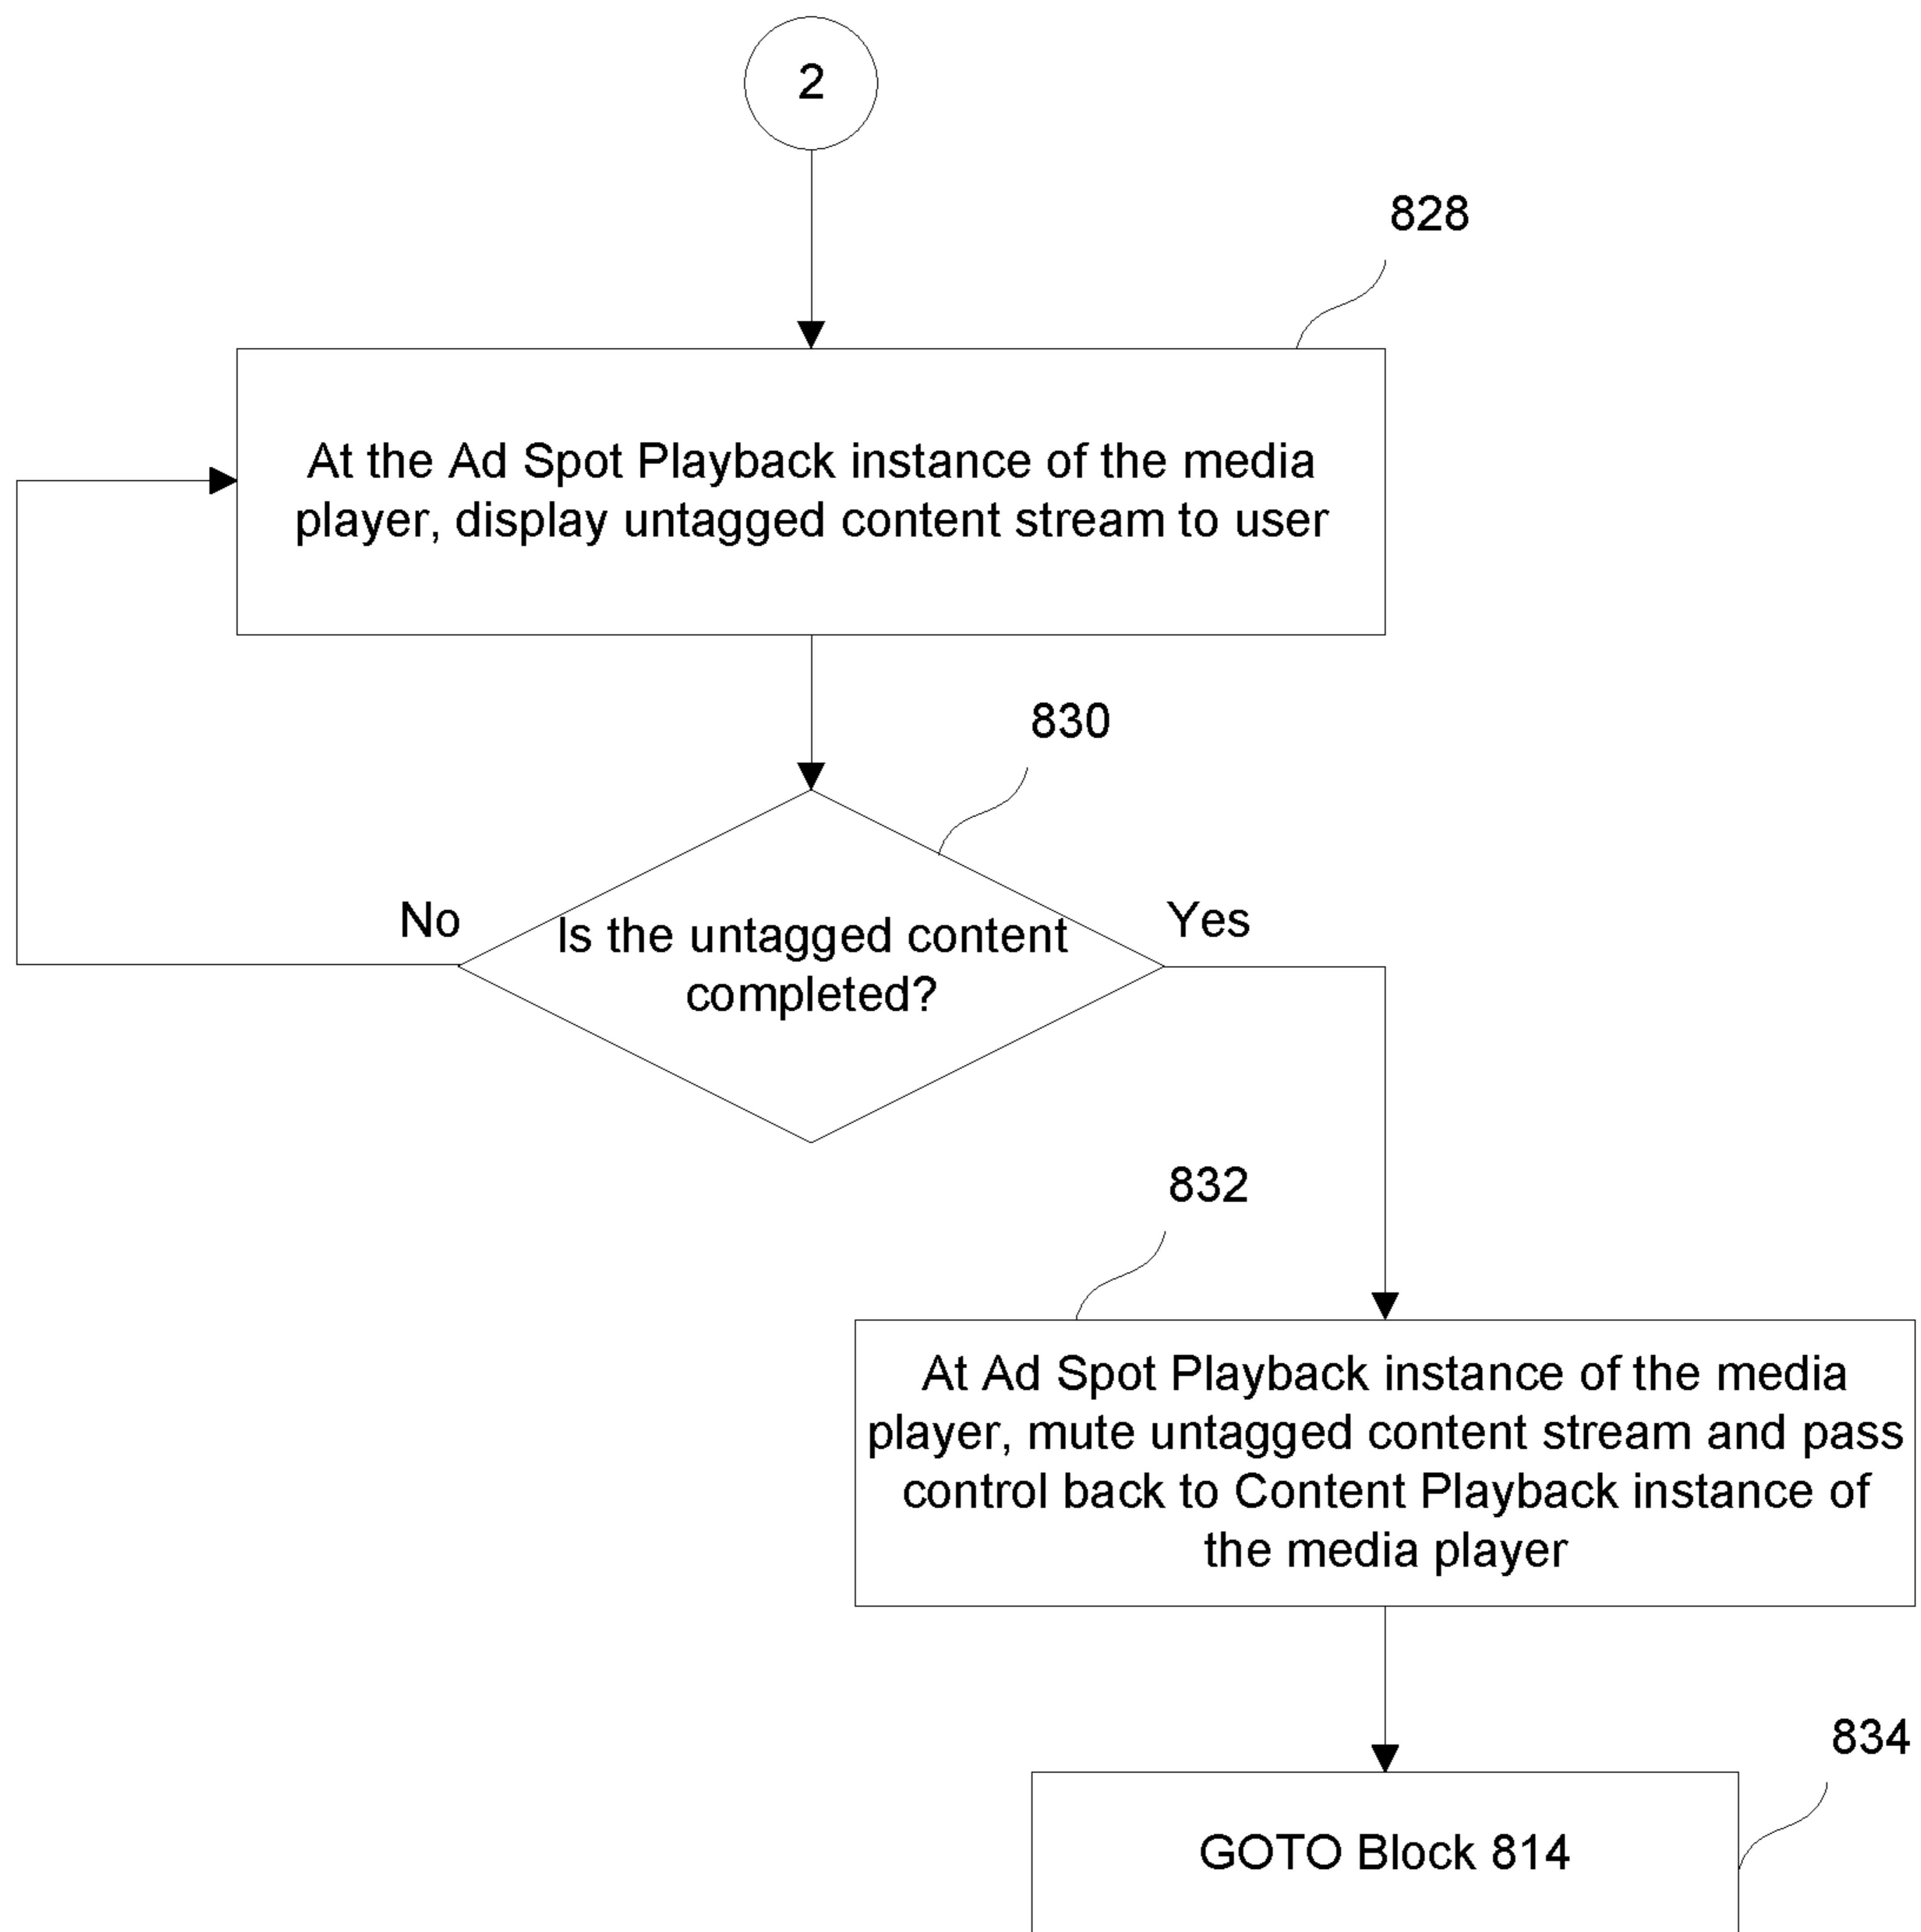 2
828
At the Ad Spot Playback instance of the media
player, display untagged content stream to user
830
No
Yes
Is the untagged content
completed?
832
At Ad Spot Playback instance of the media
player, mute untagged content stream and pass
control back to Content Playback instance of
the media player
834
GOTO Block 814